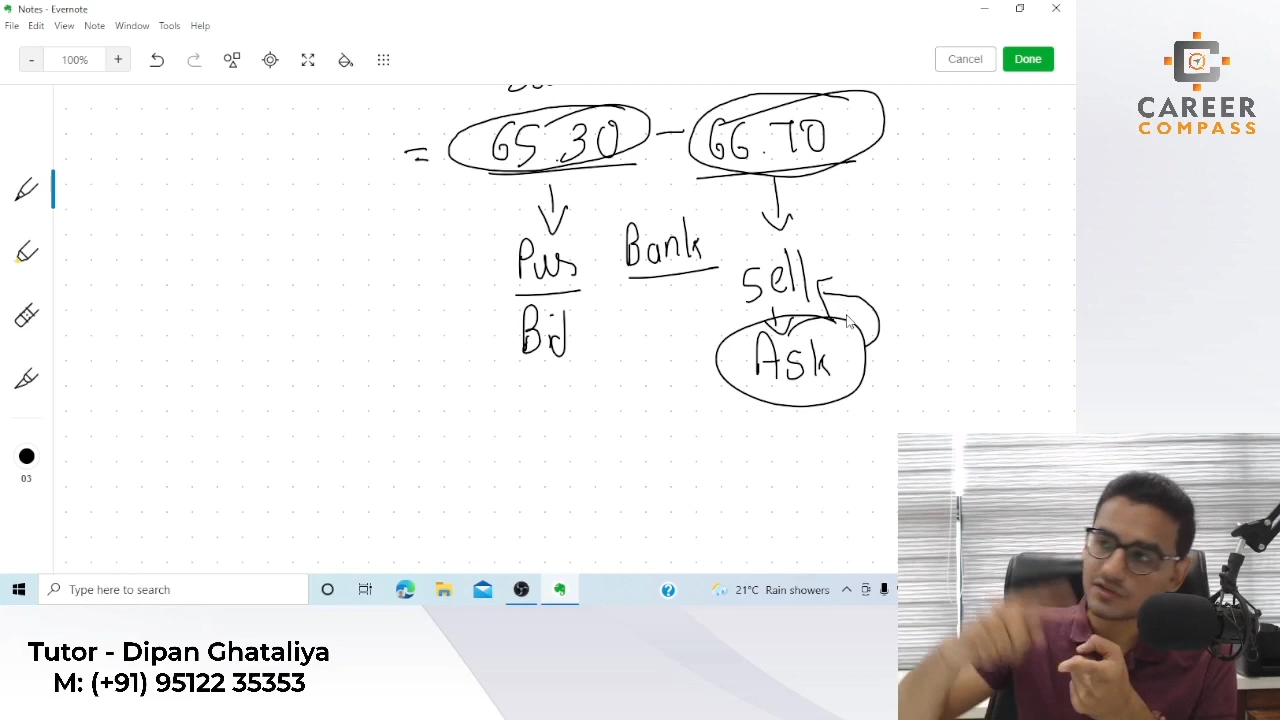 Notes - Evernote
File Edit View Note Window Tools Help
- 100% +
Cancel Done
CAREER
COMPASS
= 65.30 - 66.70
Bank
Pus
Sell
Bid
Ask
03
Type here to search
21°C Rain showers
Tutor - Dipan Ghataliya
M: (+91) 95122 35353